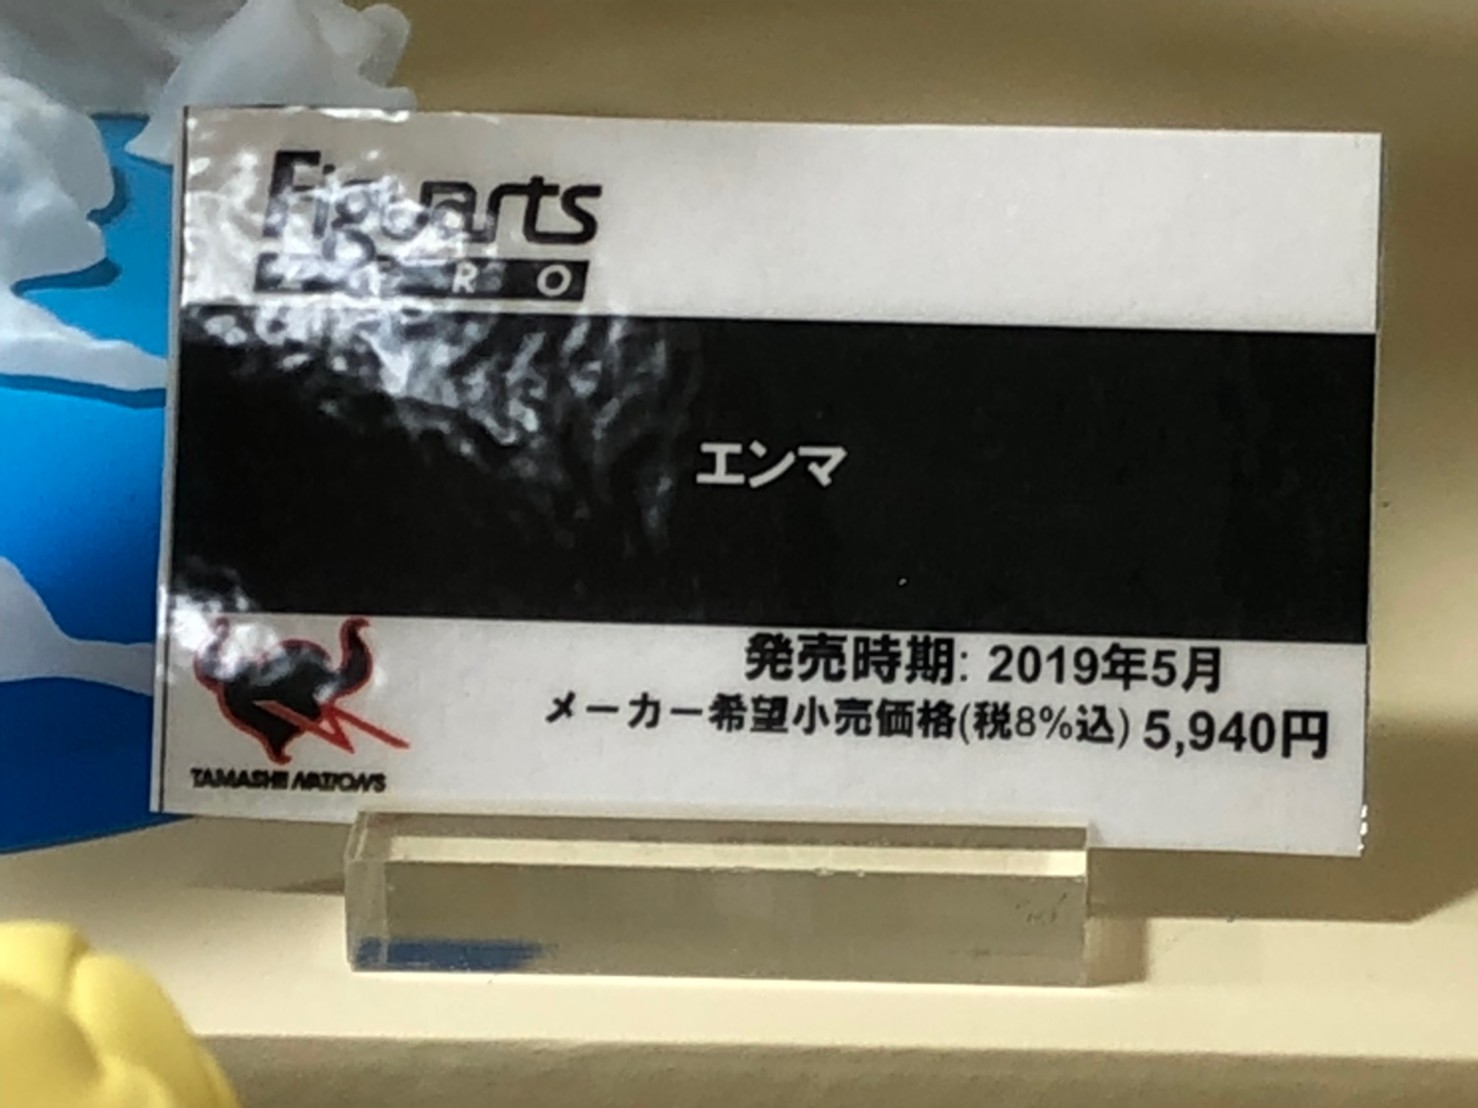 Figuarts
ZERO
エンマ
発売時期: 2019年5月
メーカー希望小売価格(税8%込) 5,940円
TAMASHII NATIONS